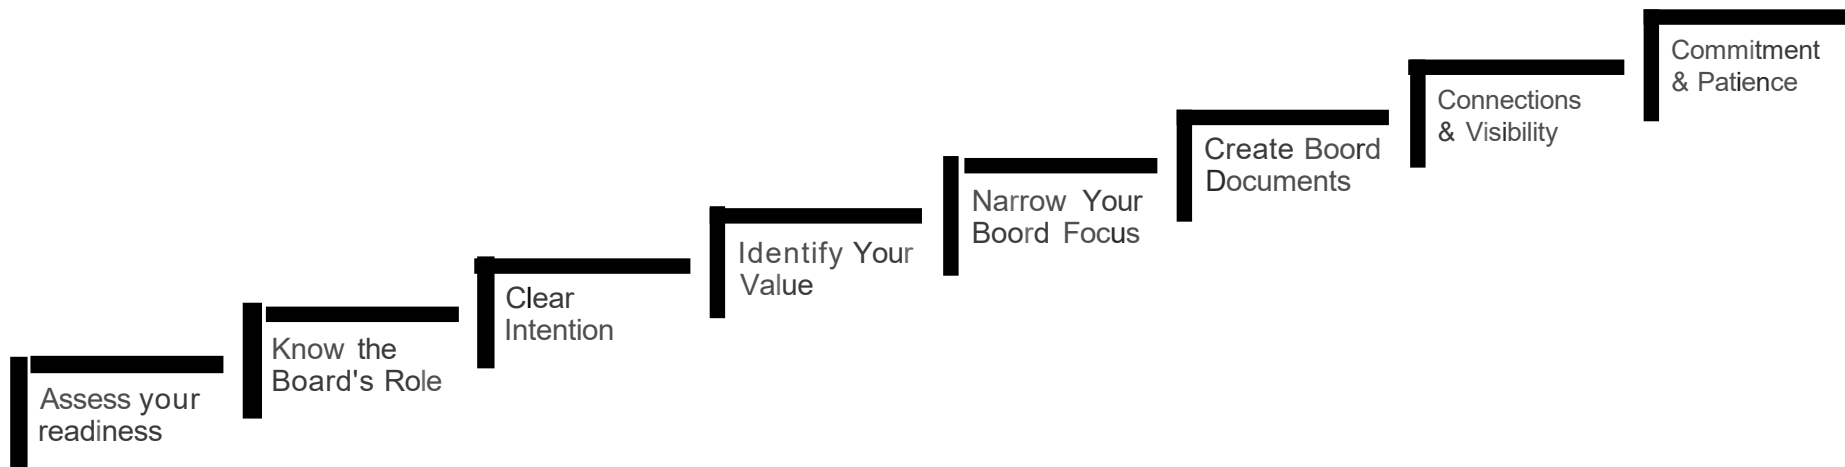 Assess your
readiness
Know the
Board's Role
Clear
Intention
Identify Your
Value
Narrow Your
Boord Focus
Create Boord
Documents
Connections
& Visibility
Commitment
& Patience